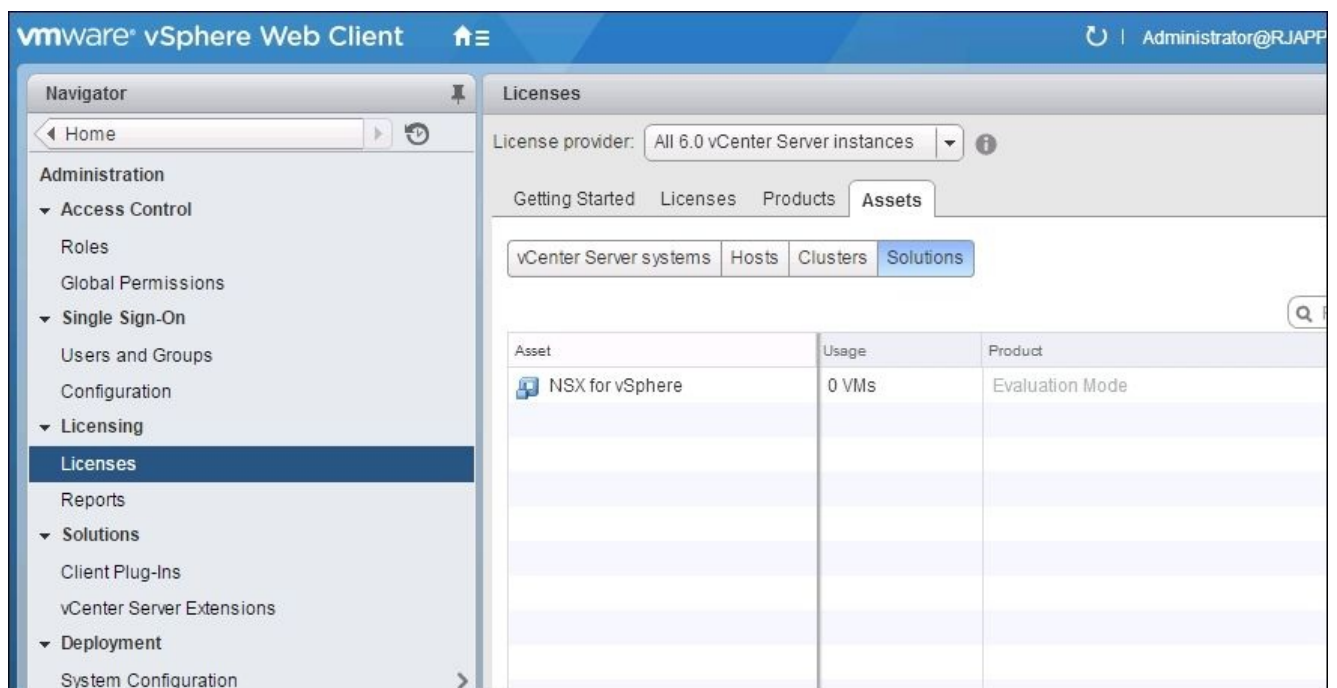 vmware® vSphere Web Client
Administrator@RJAPP
Navigator
Home
Administration
Access Control
Roles
Global Permissions
Single Sign-On
Users and Groups
Configuration
Licensing
Licenses
Reports
Solutions
Client Plug-Ins
vCenter Server Extensions
Deployment
System Configuration
Licenses
License provider: All 6.0 vCenter Server instances
Getting Started Licenses Products Assets
vCenter Server systems Hosts Clusters Solutions
Asset Usage Product
NSX for vSphere 0 VMs Evaluation Mode